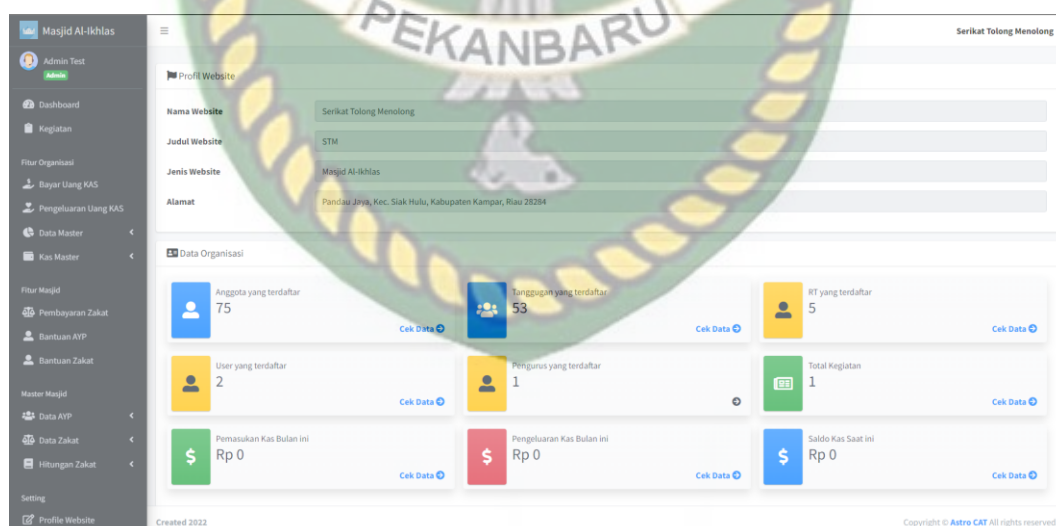 PEKANBARU
Masjid Al-Ikhlas
Serikat Tolong Menolong
Admin Test
Admin
Dashboard
Kegiatan
Fitur Organisasi
Bayar Uang KAS
Pengeluaran Uang KAS
Data Master
Kas Master
Fitur Masjid
Pembayaran Zakat
Bantuan AYP
Bantuan Zakat
Master Masjid
Data AYP
Data Zakat
Hitungan Zakat
Setting
Profile Website
Profil Website
Nama Website Serikat Tolong Menolong
Judul Website STM
Jenis Website Masjid Al-Ikhlas
Alamat Pandau Jaya, Kec. Siak Hulu, Kabupaten Kampar, Riau 28284
Data Organisasi
Anggota yang terdaftar
75
Cek Data
Tanggugan yang terdaftar
53
Cek Data
RT yang terdaftar
5
Cek Data
User yang terdaftar
2
Cek Data
Pengurus yang terdaftar
1
Total Kegiatan
1
Cek Data
Pemasukan Kas Bulan ini
Rp 0
Cek Data
Pengeluaran Kas Bulan ini
Rp 0
Cek Data
Saldo Kas Saat ini
Rp 0
Cek Data
Created 2022
Copyright © Astro CAT All rights reserved